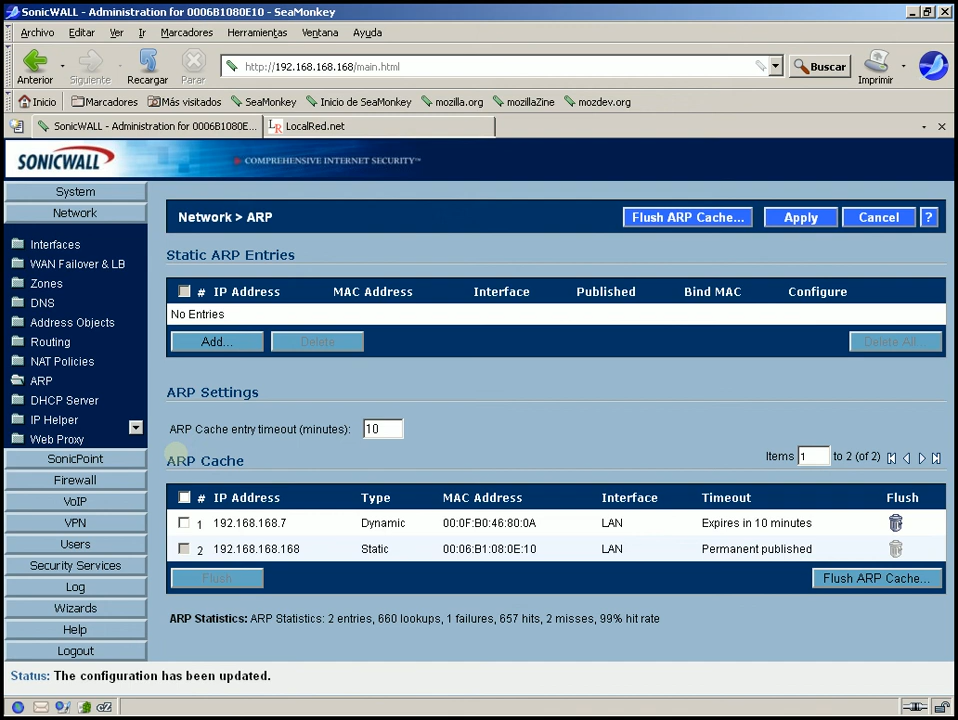 SonicWALL - Administration for 0006B1080E10 - SeaMonkey
Archivo Editar Ver Ir Marcadores Herramientas Ventana Ayuda
Anterior Siguiente Recargar Parar http://192.168.168.168/main.html Buscar Imprimir
Inicio Marcadores Más visitados SeaMonkey Inicio de SeaMonkey mozilla.org mozillaZine mozdev.org
SonicWALL - Administration for 0006B1080E... LR LocalRed.net
SONICWALL COMPREHENSIVE INTERNET SECURITY™
System
Network
Interfaces
WAN Failover & LB
Zones
DNS
Address Objects
Routing
NAT Policies
ARP
DHCP Server
IP Helper
Web Proxy
SonicPoint
Firewall
VoIP
VPN
Users
Security Services
Log
Wizards
Help
Logout
Network > ARP Flush ARP Cache... Apply Cancel ?
Static ARP Entries
# IP Address MAC Address Interface Published Bind MAC Configure
No Entries
Add... Delete Delete All...
ARP Settings
ARP Cache entry timeout (minutes): 10
ARP Cache Items 1 to 2 (of 2)
# IP Address Type MAC Address Interface Timeout Flush
1 192.168.168.7 Dynamic 00:0F:B0:46:80:0A LAN Expires in 10 minutes
2 192.168.168.168 Static 00:06:B1:08:0E:10 LAN Permanent published
Flush Flush ARP Cache...
ARP Statistics: ARP Statistics: 2 entries, 660 lookups, 1 failures, 657 hits, 2 misses, 99% hit rate
Status: The configuration has been updated.